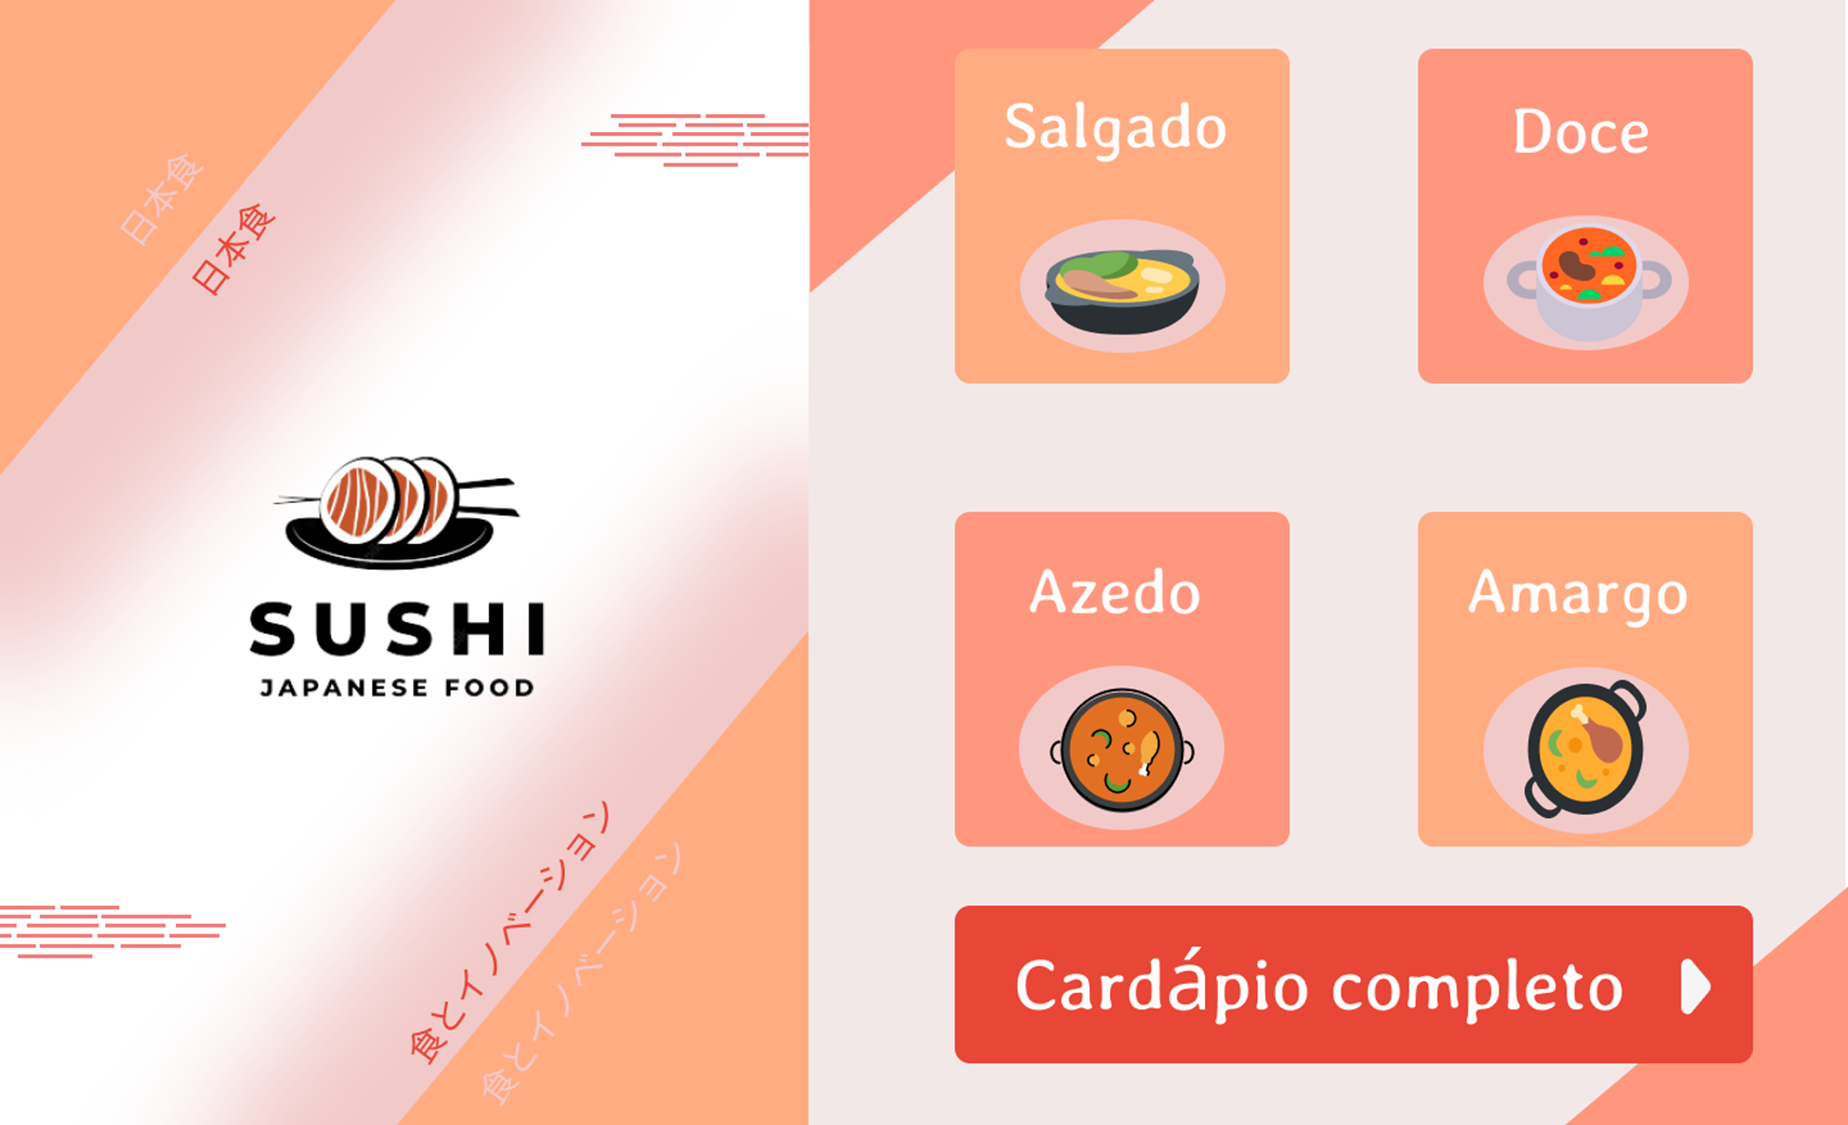 日本食
日本食
SUSHI
JAPANESE FOOD
食とイノベーション
食とイノベーション
Salgado
Doce
Azedo
Amargo
Cardápio completo